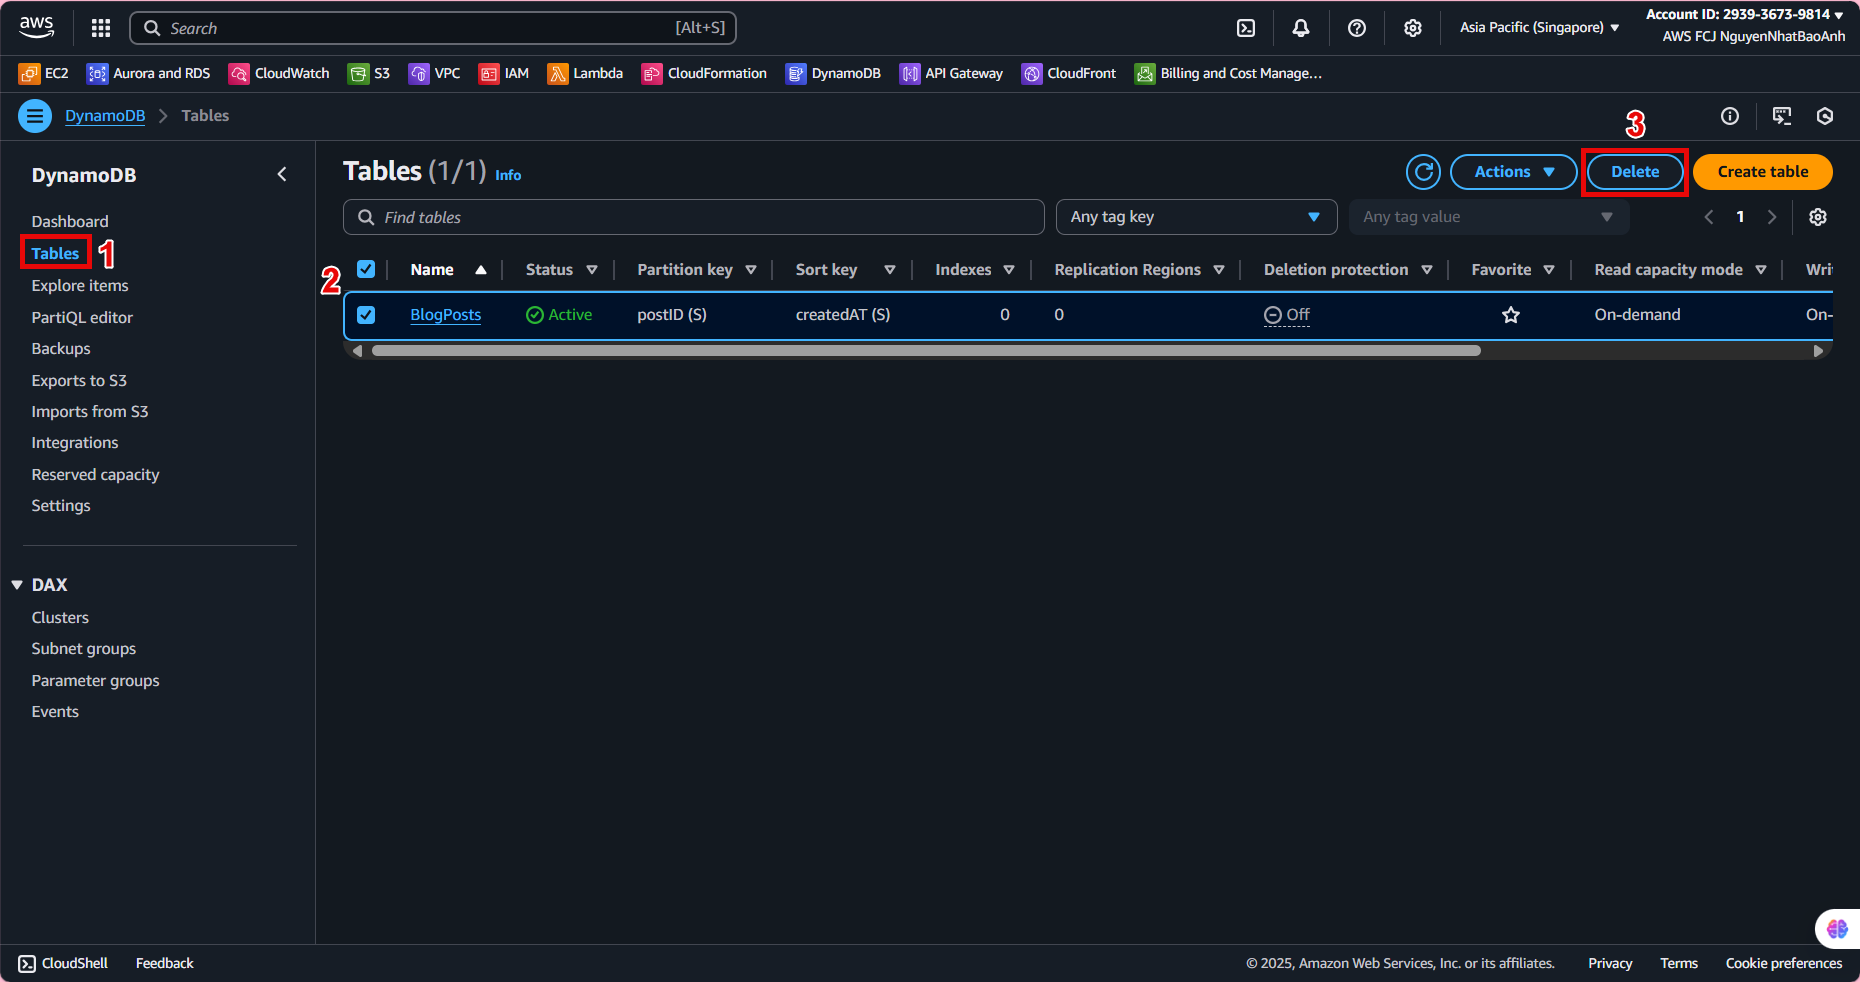 aws
Search [Alt+S]
Asia Pacific (Singapore)
Account ID: 2939-3673-9814
AWS FCJ NguyenNhatBaoAnh
EC2 Aurora and RDS CloudWatch S3 VPC IAM Lambda CloudFormation DynamoDB API Gateway CloudFront Billing and Cost Manage...
DynamoDB Tables
3
DynamoDB
Dashboard
Tables 1
Explore items
PartiQL editor
Backups
Exports to S3
Imports from S3
Integrations
Reserved capacity
Settings
DAX
Clusters
Subnet groups
Parameter groups
Events
Tables (1/1) Info
Actions Delete Create table
Find tables Any tag key Any tag value 1
2
Name Status Partition key Sort key Indexes Replication Regions Deletion protection Favorite Read capacity mode Wri
BlogPosts Active postID (S) createdAT (S) 0 0 Off On-demand On-
CloudShell Feedback © 2025, Amazon Web Services, Inc. or its affiliates. Privacy Terms Cookie preferences